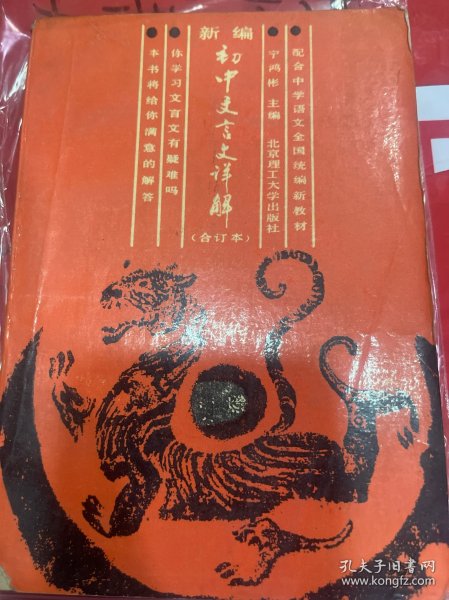 新编
配合中学语文全国统编新教材
宁鸿彬 主编 北京理工大学出版社
初中文言文详解
(合订本)
你学习文言文有疑难吗
本书将给你满意的解答
孔夫子旧书网
www.kongfz.com